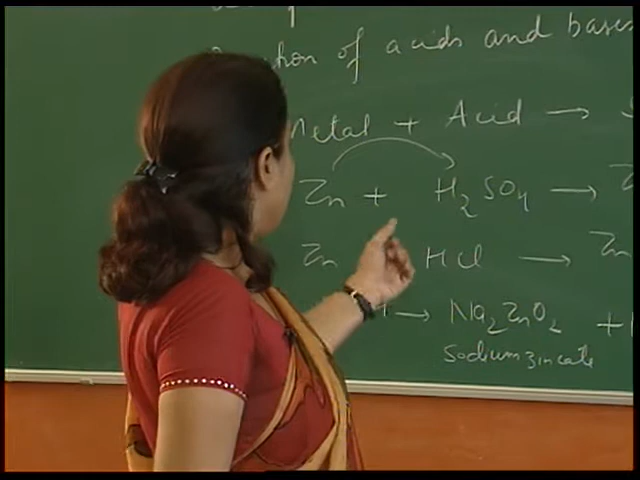 of acids and bases
Metal + Acid →
Zn + H2SO4 → Z
Zn HCl → Zn
→ Na2ZnO2 +
Sodium zincate